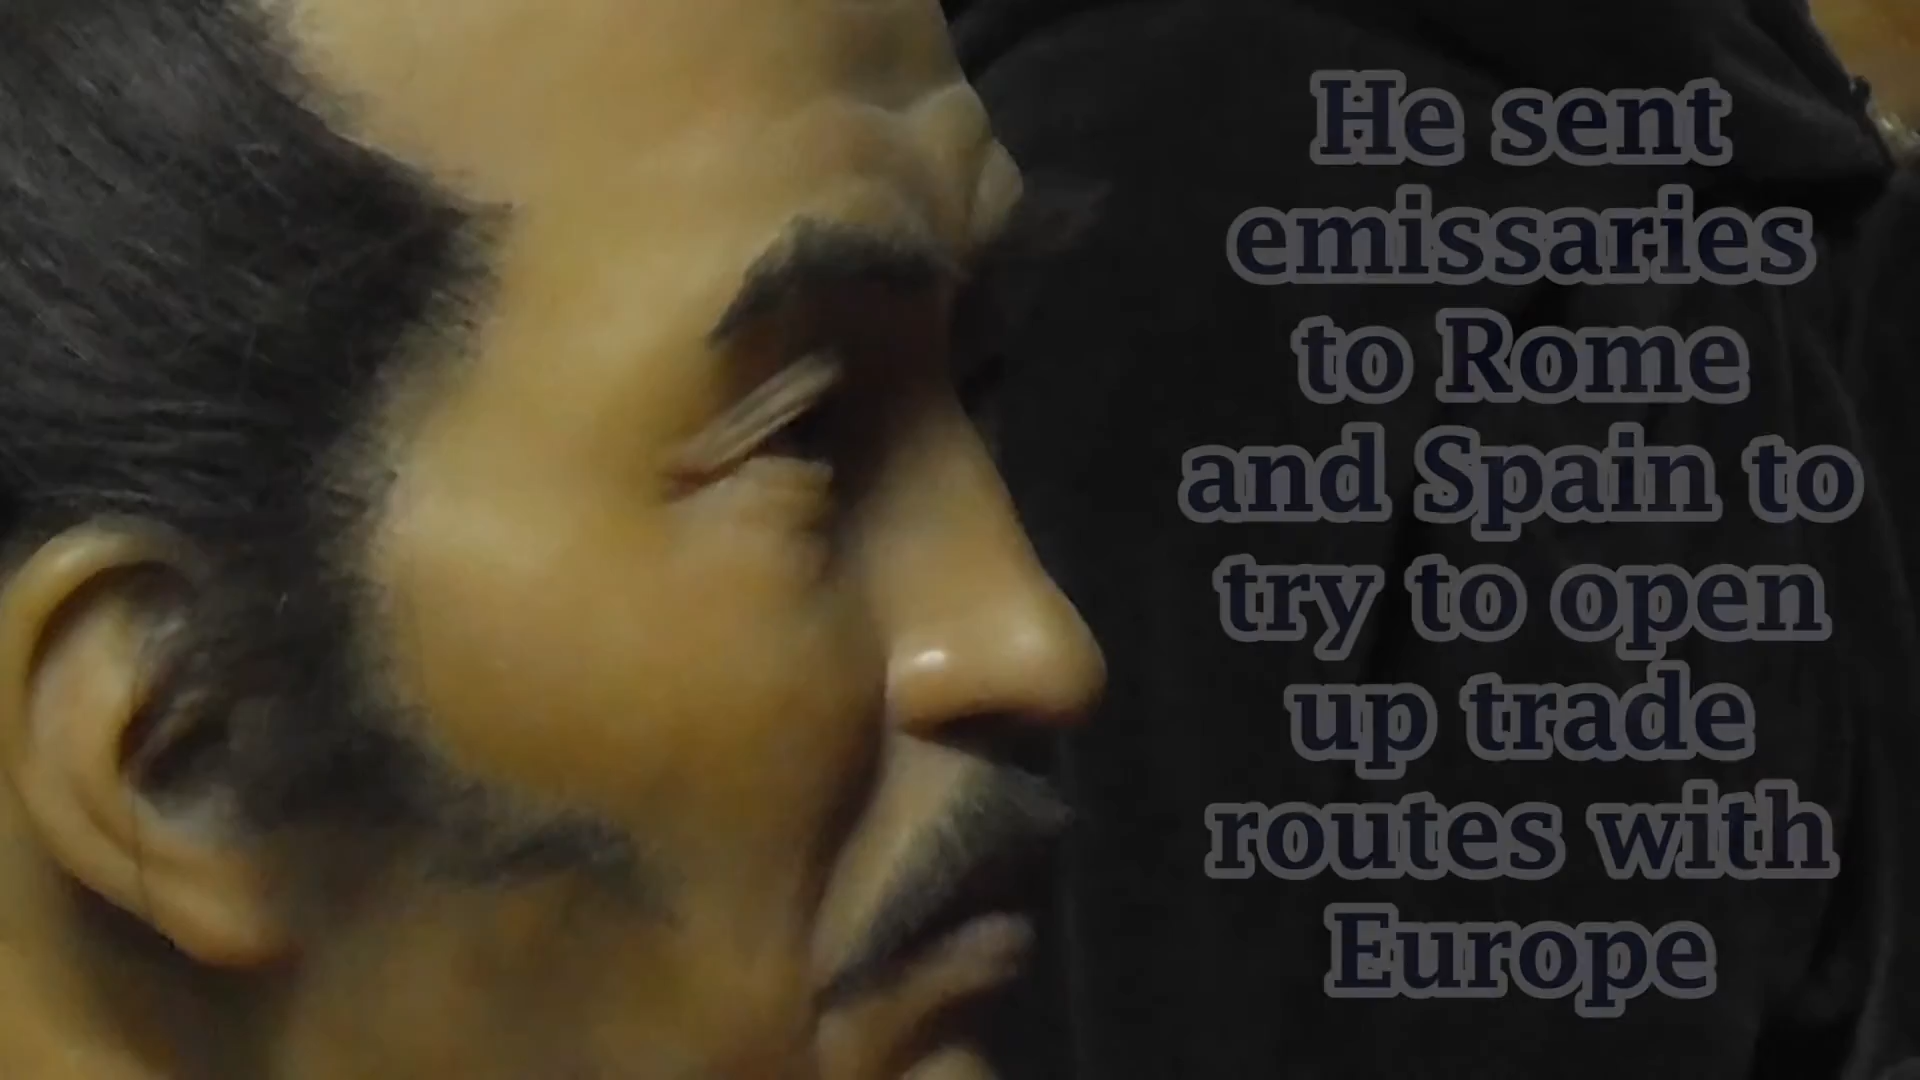 He sent
emissaries
to Rome
and Spain to
try to open
up trade
routes with
Europe